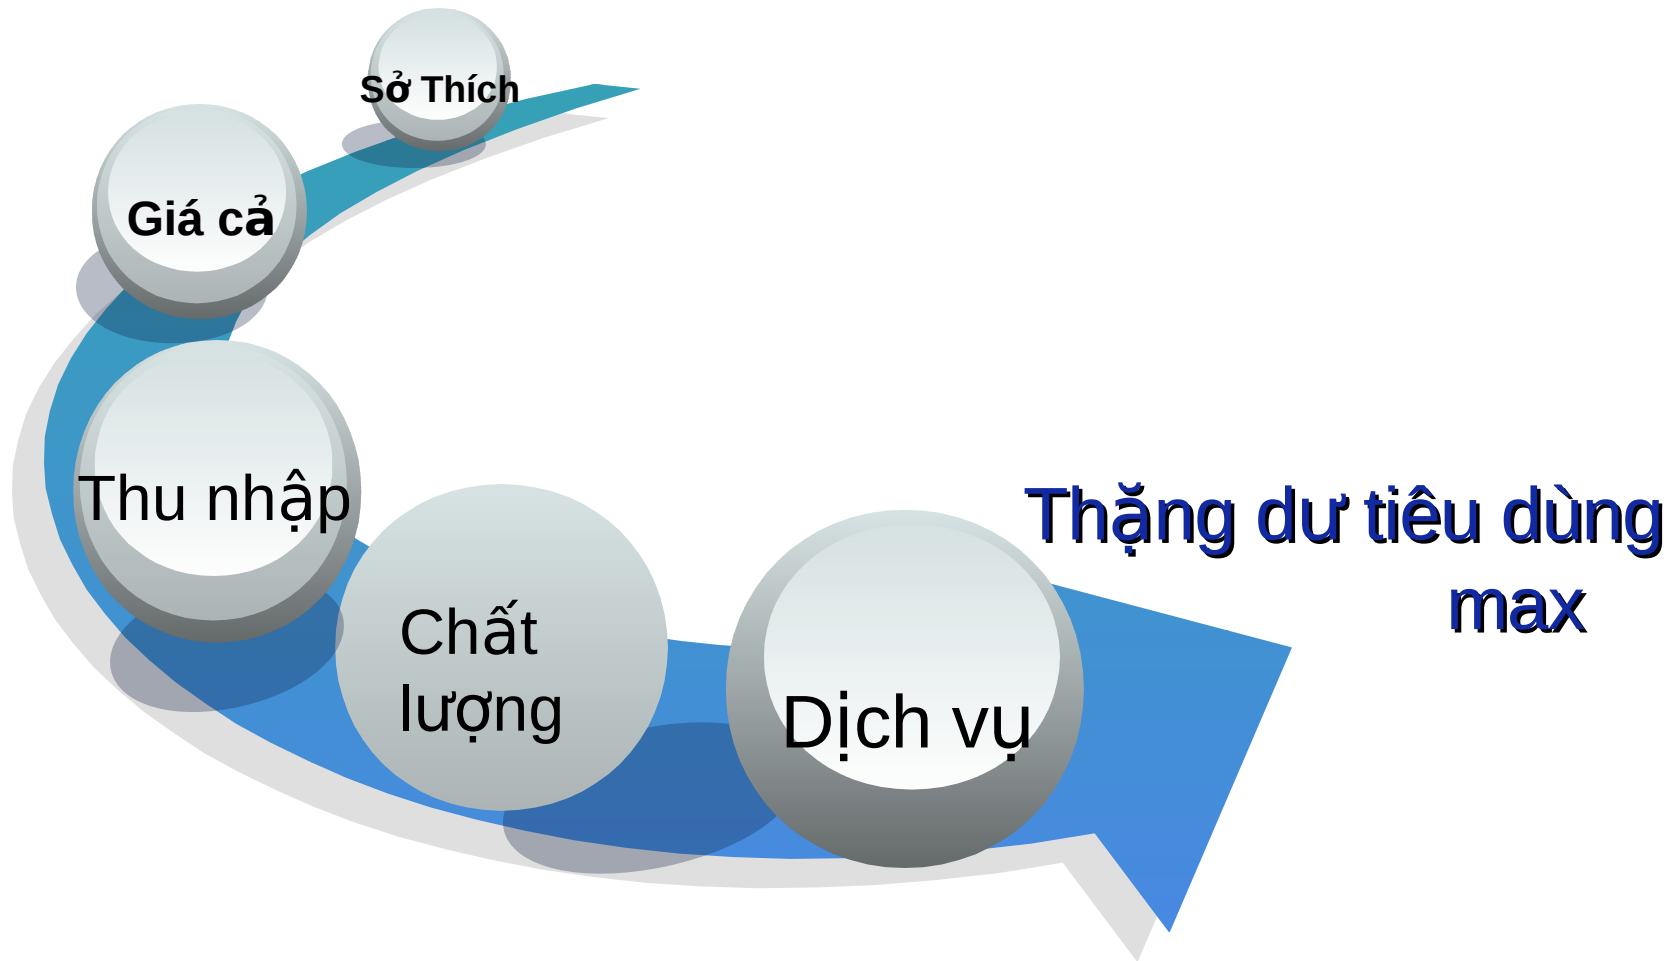 Sở Thích
Giá cả
Thu nhập
Chất
lượng
Dịch vụ
Thặng dư tiêu dùng
max